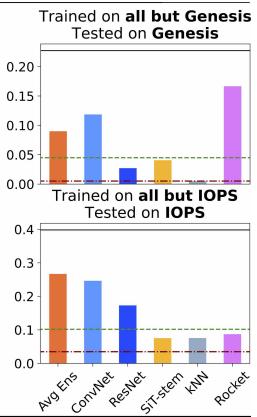 Trained on all but Genesis
Tested on Genesis
0.20
0.15
0.10
0.05
0.00
Trained on all but IOPS
Tested on IOPS
0.4
0.3
0.2
0.1
0.0
Avg Ens
ConvNet
ResNet
SiT-stem
kNN
Rocket